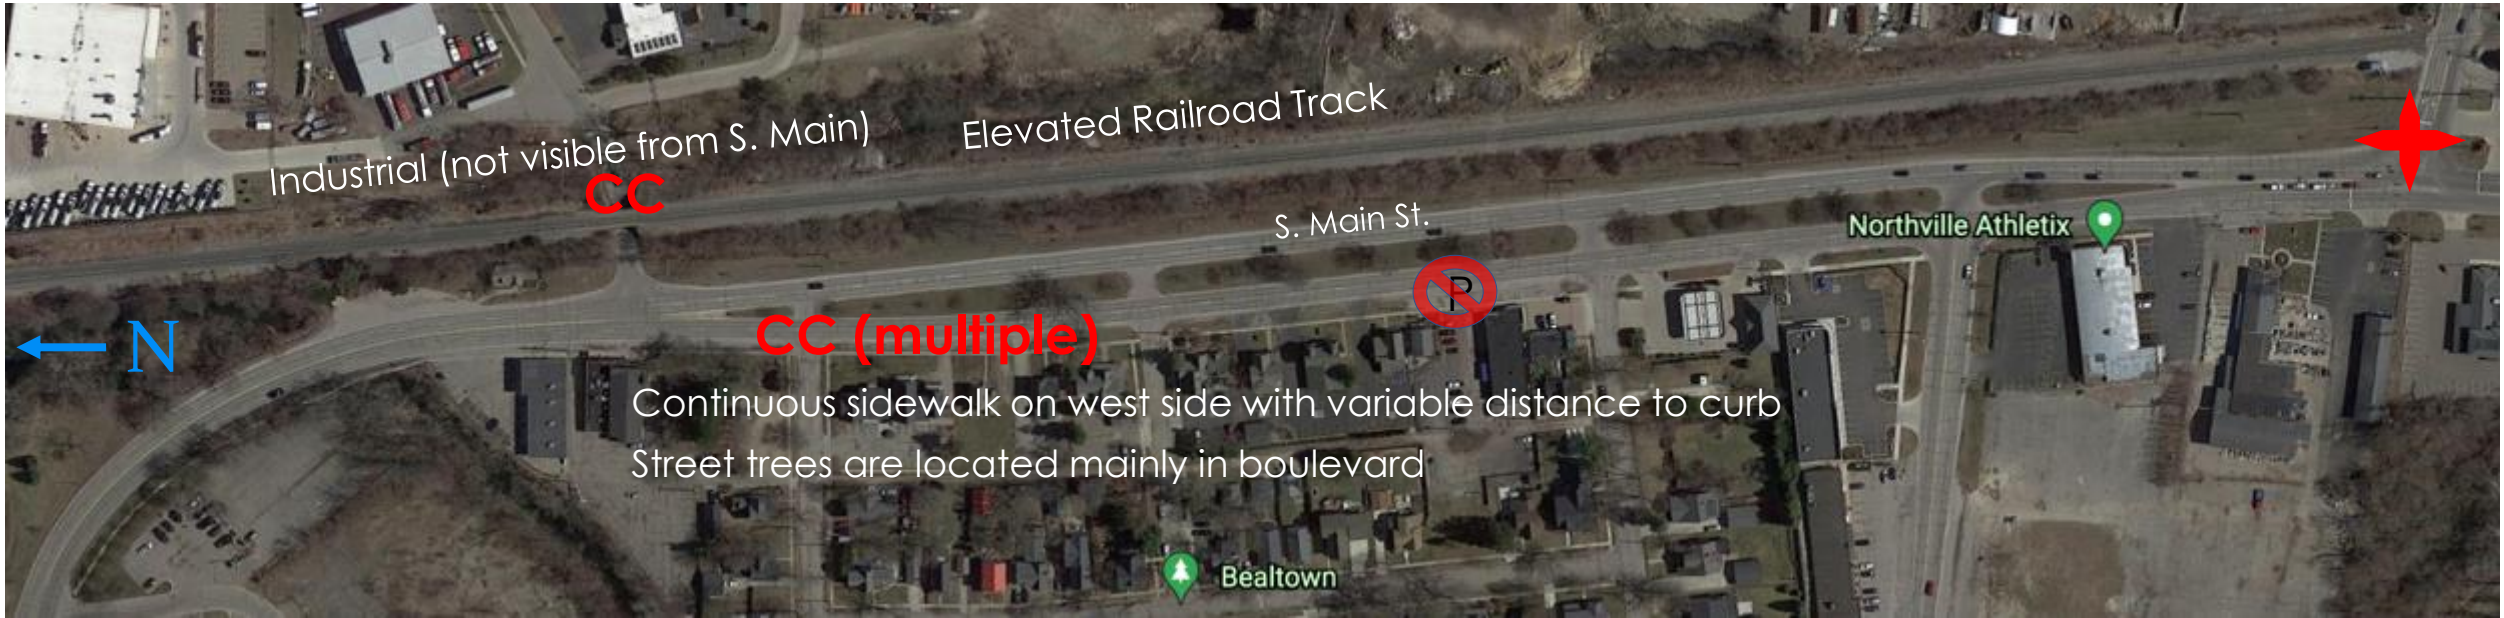 Industrial (not visible from S. Main)
Elevated Railroad Track
CC
S. Main St.
Northville Athletix
P
N
CC (multiple)
Continuous sidewalk on west side with variable distance to curb
Street trees are located mainly in boulevard
Bealtown